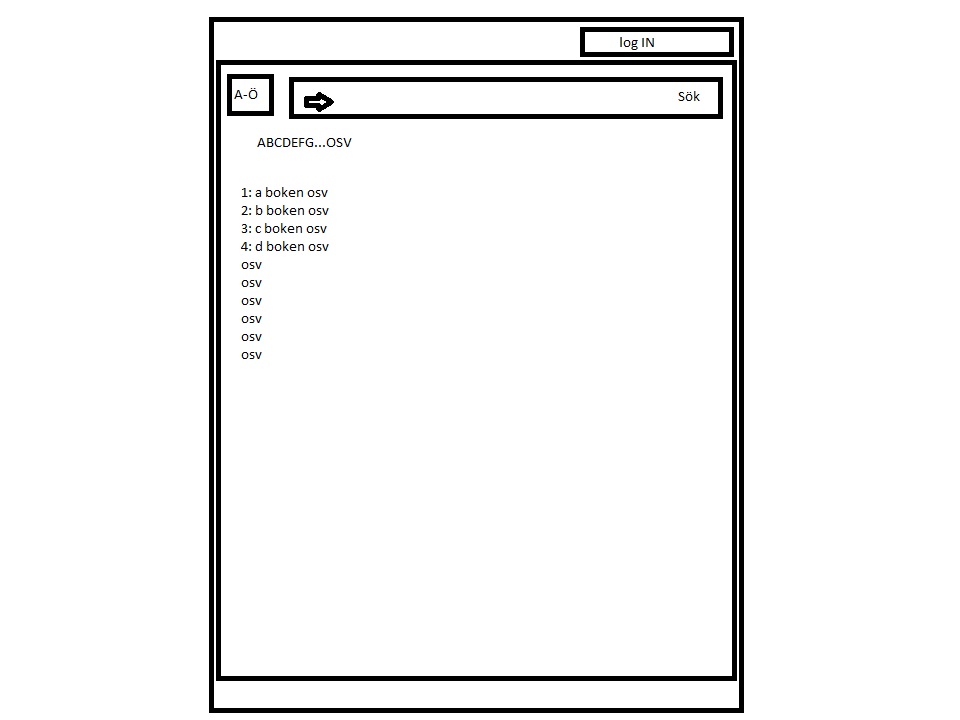 log IN
A-Ö
Sök
ABCDEFG...OSV
1: a boken osv
2: b boken osv
3: c boken osv
4: d boken osv
osv
osv
osv
osv
osv
osv